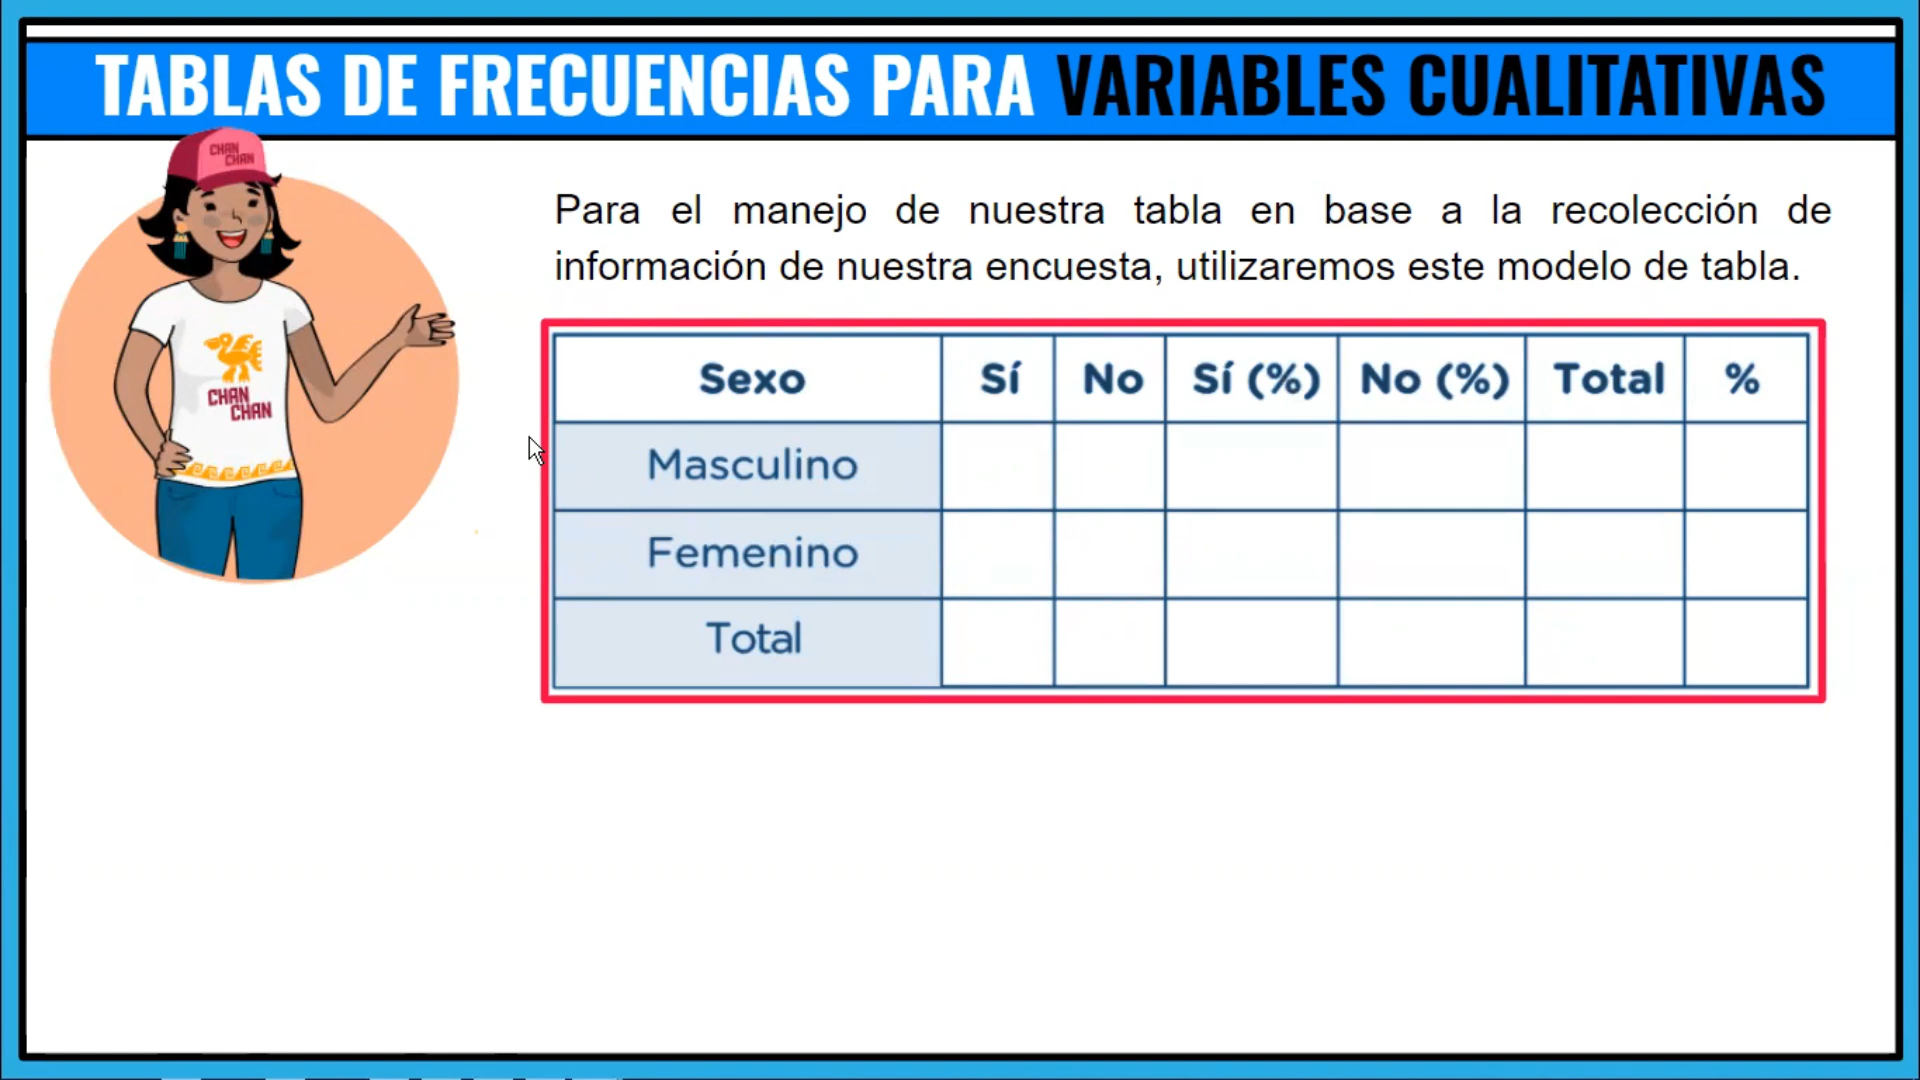 TABLAS DE FRECUENCIAS PARA VARIABLES CUALITATIVAS
CHAN
CHAN
Para el manejo de nuestra tabla en base a la recolección de
información de nuestra encuesta, utilizaremos este modelo de tabla.
CHAN
CHAN
Sexo Sí No Sí (%) No (%) Total %
Masculino
Femenino
Total